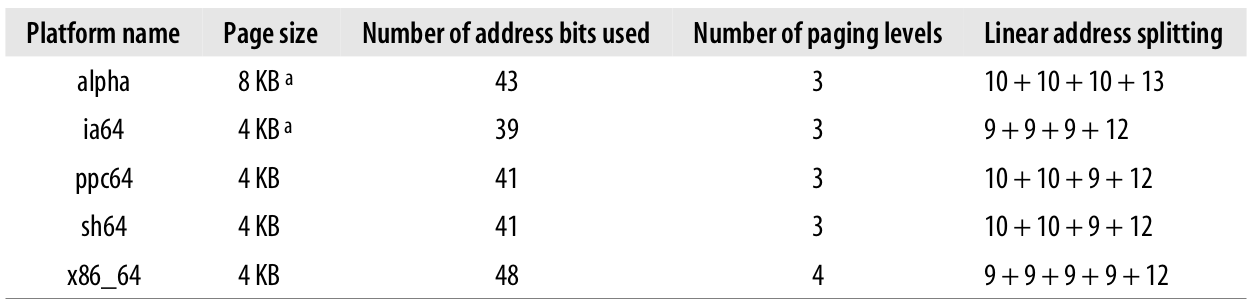 Platform name Page size Number of address bits used Number of paging levels Linear address splitting
alpha 8 KB a 43 3 10 + 10 + 10 + 13
ia64 4 KB a 39 3 9 + 9 + 9 + 12
ppc64 4 KB 41 3 10 + 10 + 9 + 12
sh64 4 KB 41 3 10 + 10 + 9 + 12
x86_64 4 KB 48 4 9 + 9 + 9 + 9 + 12